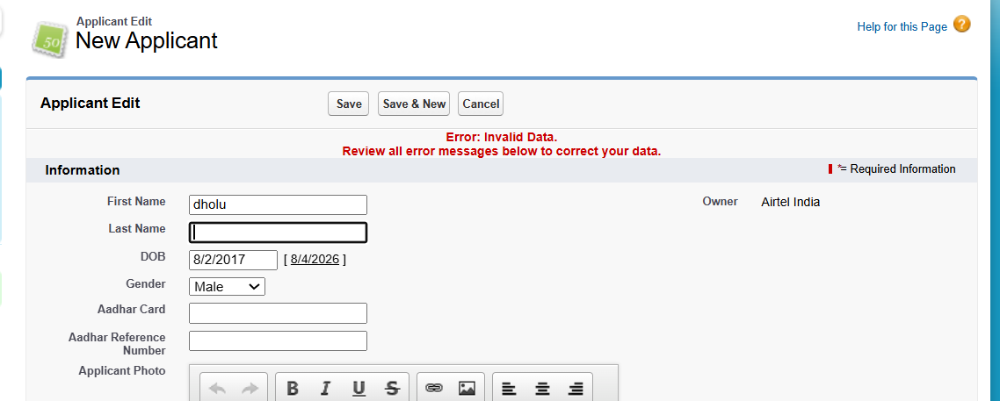 Applicant Edit
New Applicant
Help for this Page ?
50
Applicant Edit Save Save & New Cancel
Error: Invalid Data.
Review all error messages below to correct your data.
Information *= Required Information
First Name dholu Owner Airtel India
Last Name
DOB 8/2/2017 [ 8/4/2026 ]
Gender Male
Aadhar Card
Aadhar Reference
Number
Applicant Photo
B I U S